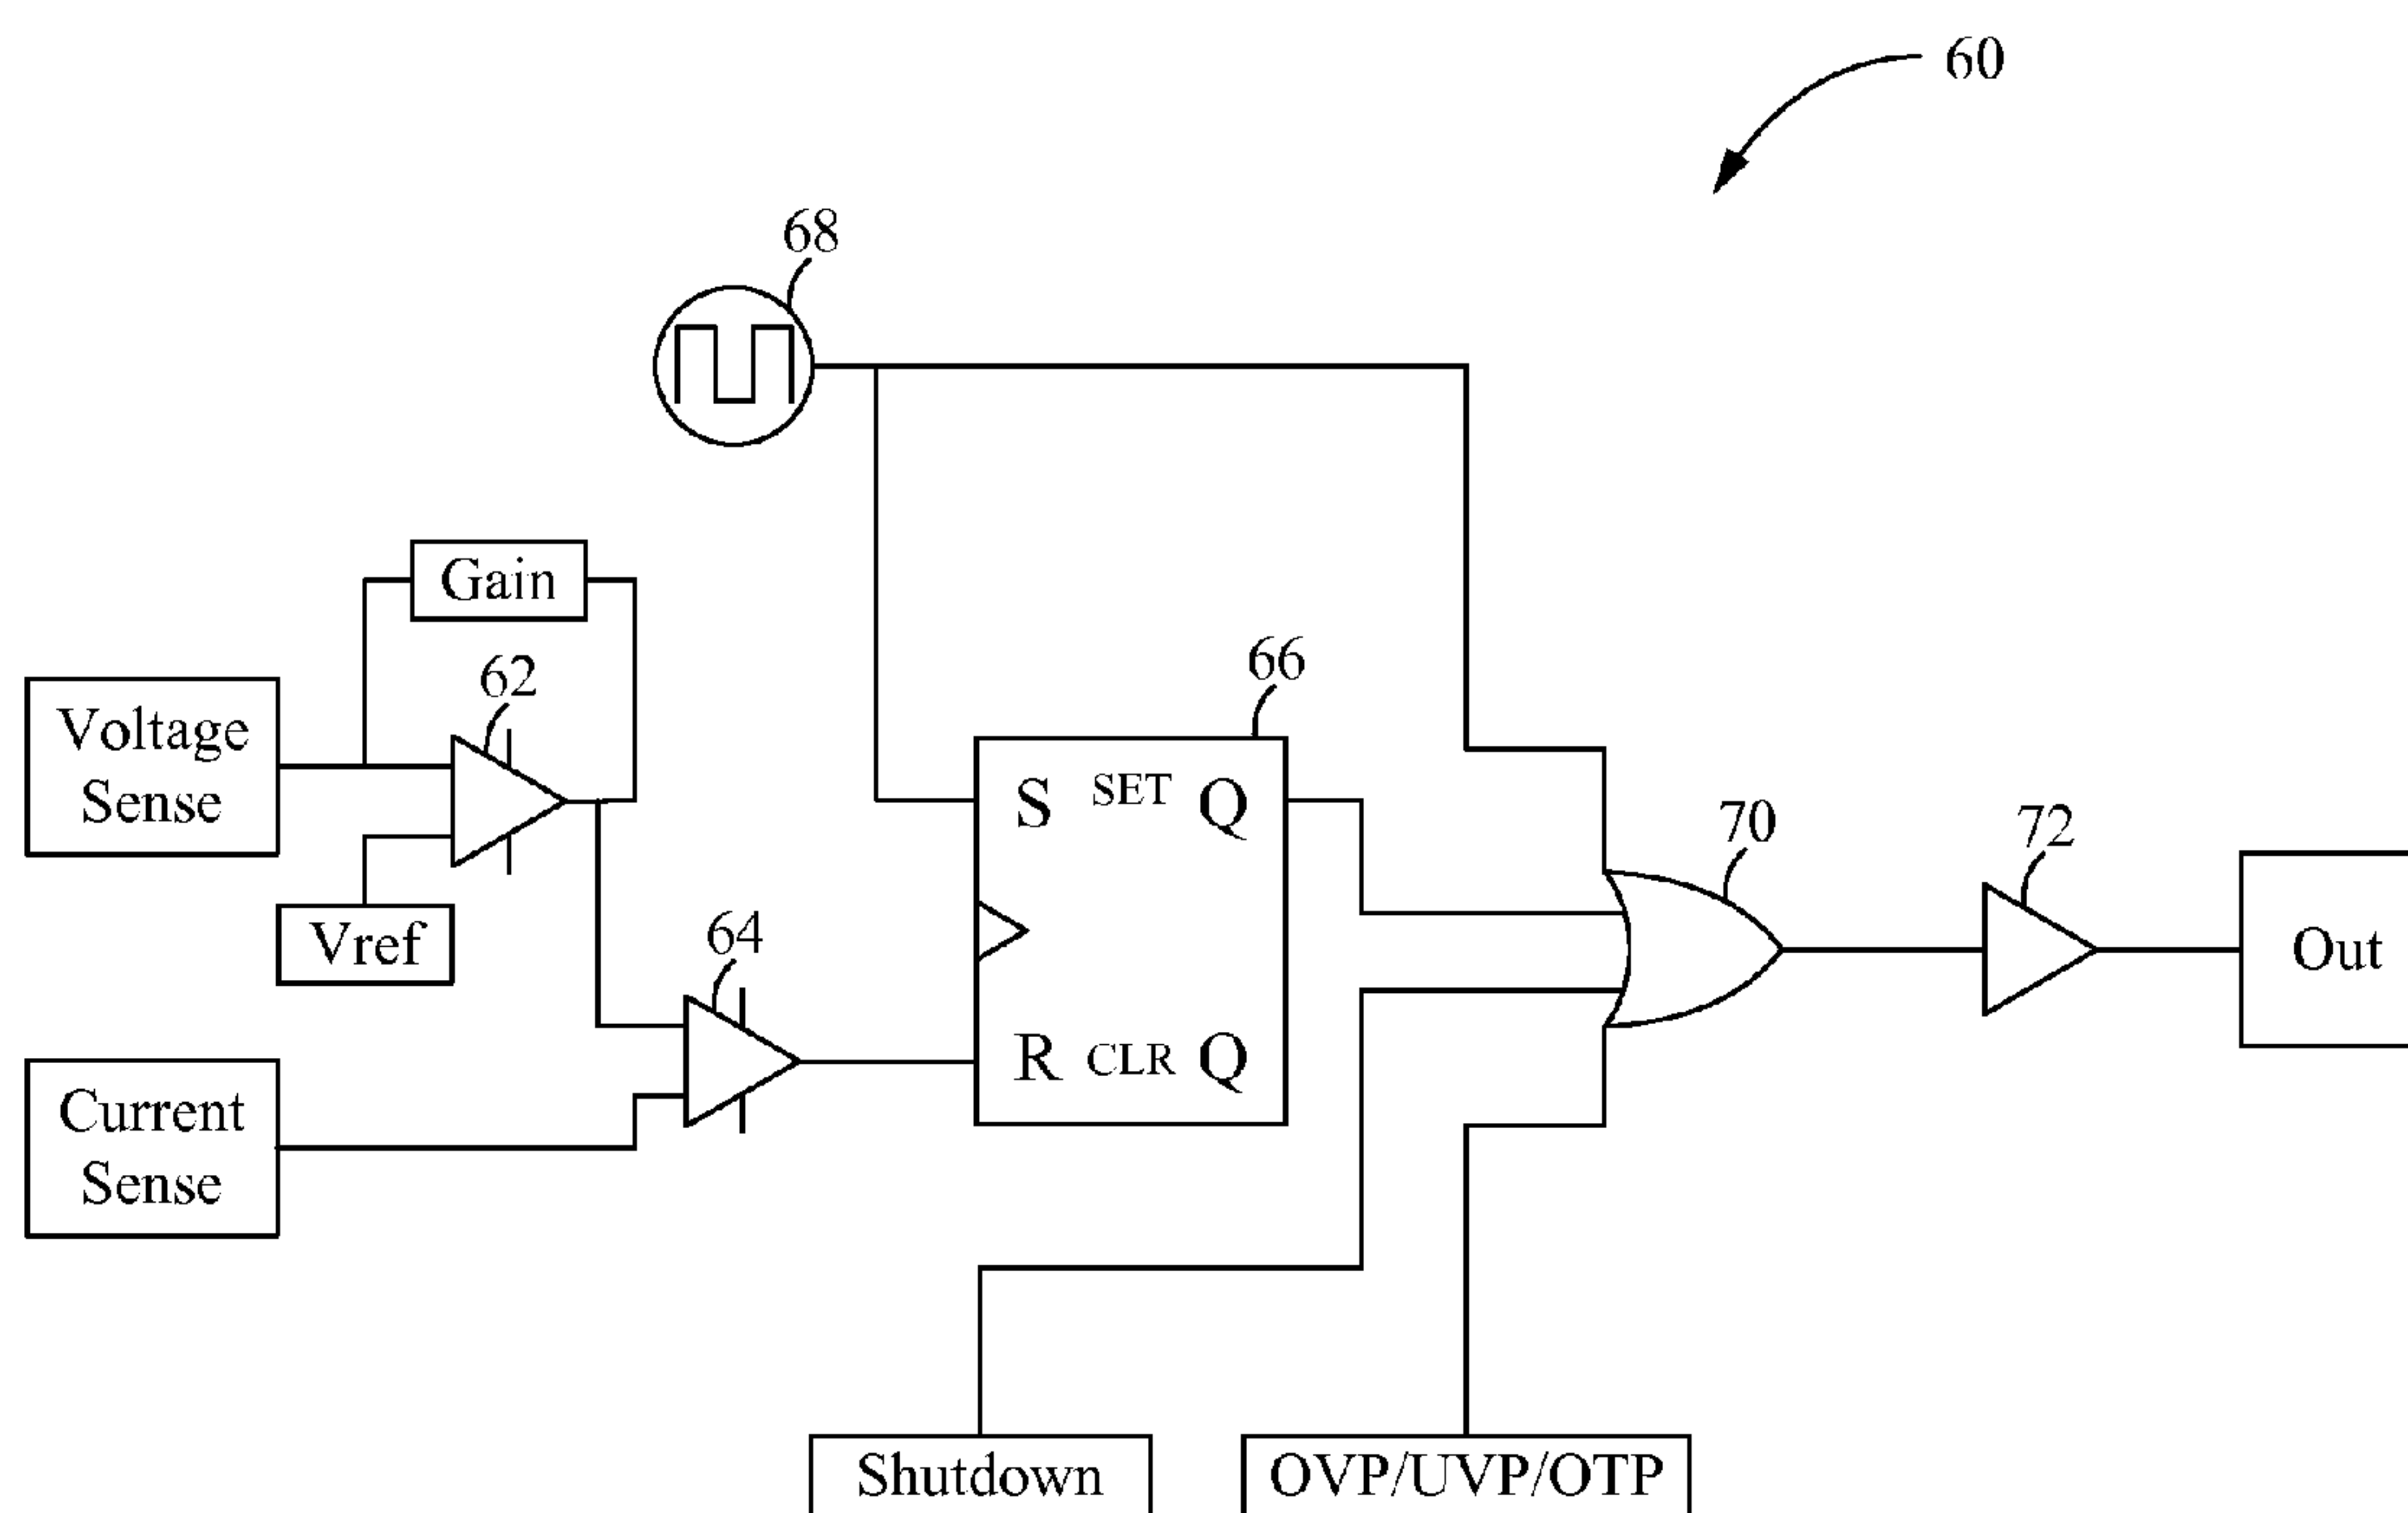 60
68
Gain
62
66
Voltage
Sense
S SET Q
70
72
Vref
64
Out
R CLR Q
Current
Sense
Shutdown
OVP/UVP/OTP